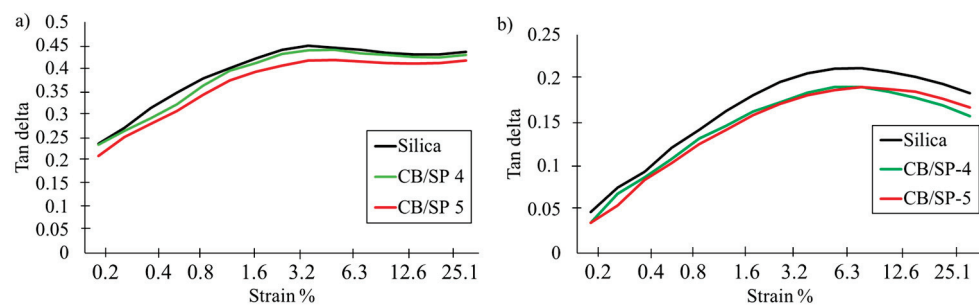 a)
0.5
0.45
0.4
0.35
0.3
0.25
0.2
0.15
0.1
0.05
0
Tan delta
Silica
CB/SP 4
CB/SP 5
0.2 0.4 0.8 1.6 3.2 6.3 12.6 25.1
Strain %
b)
0.25
0.2
0.15
0.1
0.05
0
Tan delta
Silica
CB/SP-4
CB/SP-5
0.2 0.4 0.8 1.6 3.2 6.3 12.6 25.1
Strain %